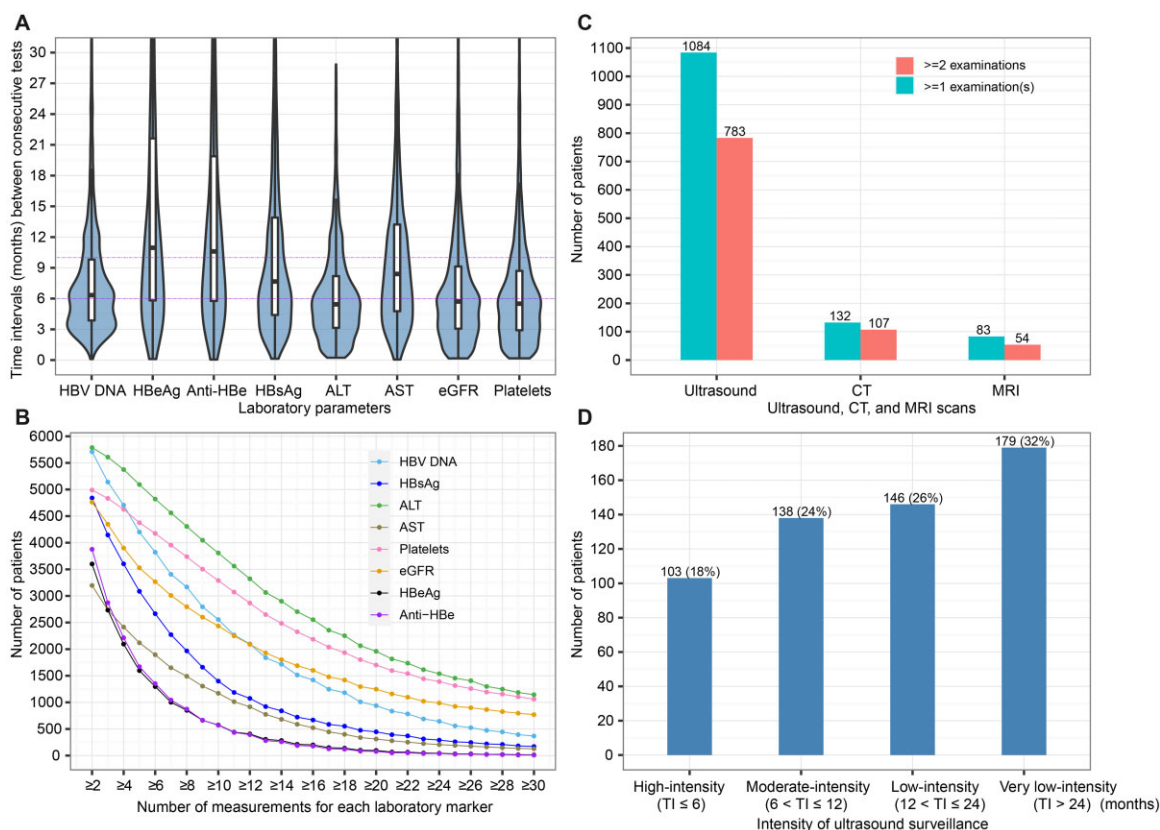 A
Time intervals (months) between consecutive tests
30
27
24
21
18
15
12
9
6
3
0
HBV DNA HBeAg Anti-HBe HBsAg ALT AST eGFR Platelets
Laboratory parameters
C
Number of patients
1100
1000
900
800
700
600
500
400
300
200
100
0
1084
783
132
107
83
54
>=2 examinations
>=1 examination(s)
Ultrasound CT MRI
Ultrasound, CT, and MRI scans
B
Number of patients
6000
5500
5000
4500
4000
3500
3000
2500
2000
1500
1000
500
0
HBV DNA
HBsAg
ALT
AST
Platelets
eGFR
HBeAg
Anti−HBe
≥2 ≥4 ≥6 ≥8 ≥10 ≥12 ≥14 ≥16 ≥18 ≥20 ≥22 ≥24 ≥26 ≥28 ≥30
Number of measurements for each laboratory marker
D
Number of patients
180
160
140
120
100
80
60
40
20
0
103 (18%)
138 (24%)
146 (26%)
179 (32%)
High-intensity Moderate-intensity Low-intensity Very low-intensity
(TI ≤ 6) (6 < TI ≤ 12) (12 < TI ≤ 24) (TI > 24) (months)
Intensity of ultrasound surveillance